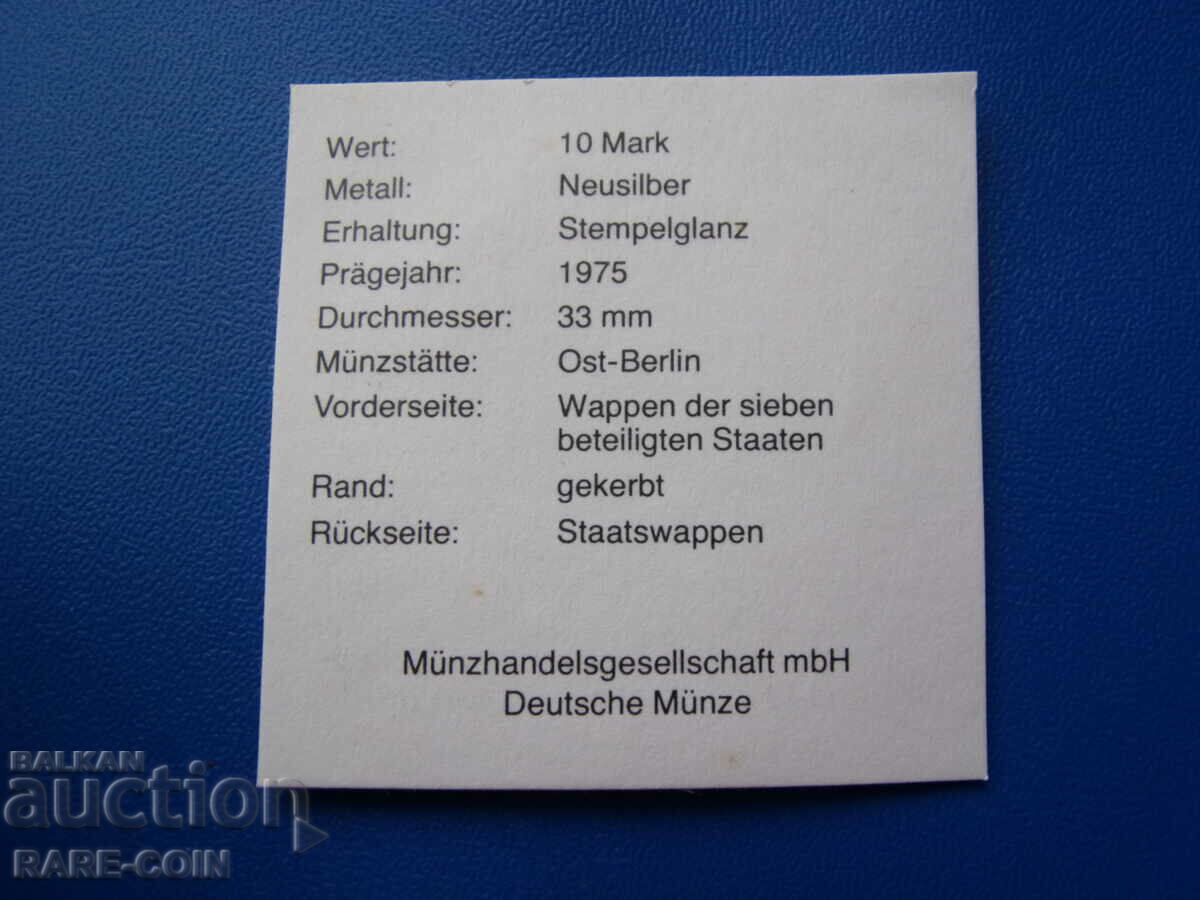 Wert: 10 Mark
Metall: Neusilber
Erhaltung: Stempelglanz
Prägejahr: 1975
Durchmesser: 33 mm
Münzstätte: Ost-Berlin
Vorderseite: Wappen der sieben
beteiligten Staaten
Rand: gekerbt
Rückseite: Staatswappen
Münzhandelsgesellschaft mbH
Deutsche Münze
BALKAN
auction
RARE-COIN